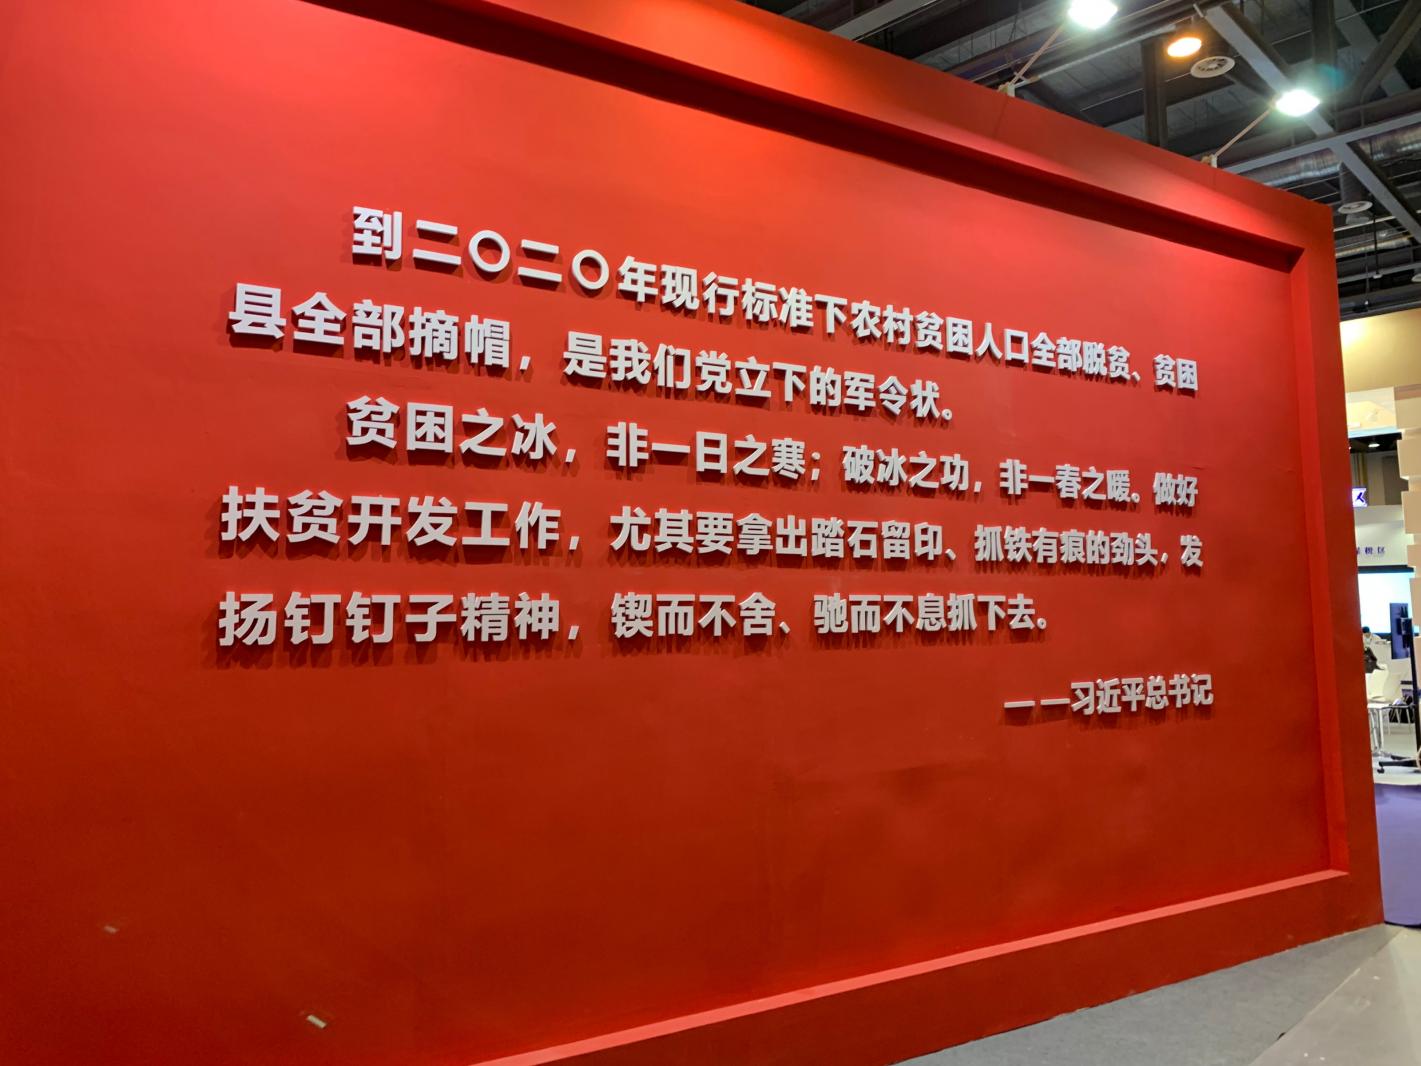 到二〇二〇年现行标准下农村贫困人口全部脱贫、贫困
县全部摘帽，是我们党立下的军令状。
贫困之冰，非一日之寒；破冰之功，非一春之暖。做好
扶贫开发工作，尤其要拿出踏石留印、抓铁有痕的劲头，发
扬钉钉子精神，锲而不舍、驰而不息抓下去。
——习近平总书记